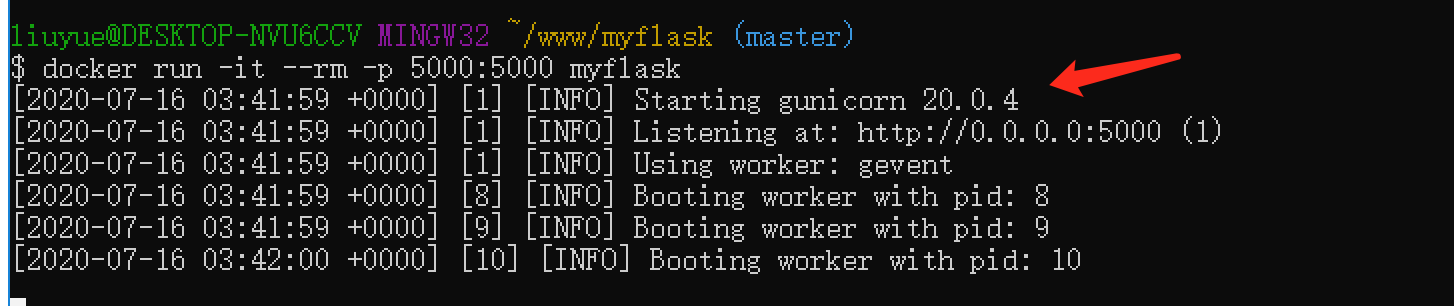 liuyue@DESKTOP-NVU6CCV MINGW32 ~/www/myflask (master)
$ docker run -it --rm -p 5000:5000 myflask
[2020-07-16 03:41:59 +0000] [1] [INFO] Starting gunicorn 20.0.4
[2020-07-16 03:41:59 +0000] [1] [INFO] Listening at: http://0.0.0.0:5000 (1)
[2020-07-16 03:41:59 +0000] [1] [INFO] Using worker: gevent
[2020-07-16 03:41:59 +0000] [8] [INFO] Booting worker with pid: 8
[2020-07-16 03:41:59 +0000] [9] [INFO] Booting worker with pid: 9
[2020-07-16 03:42:00 +0000] [10] [INFO] Booting worker with pid: 10